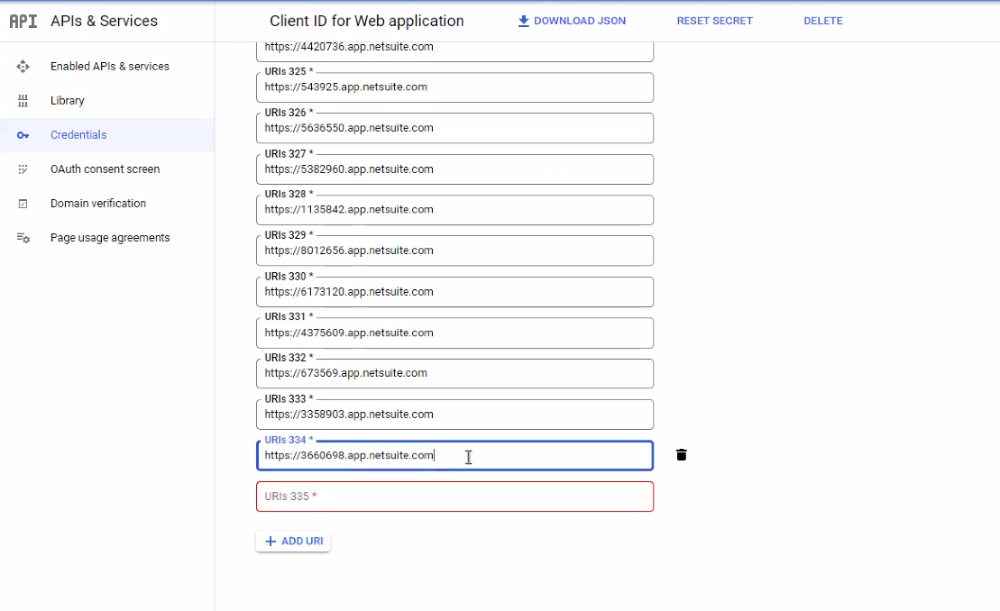 API APIs & Services
Client ID for Web application
DOWNLOAD JSON
RESET SECRET
DELETE
Enabled APIs & services
Library
Credentials
OAuth consent screen
Domain verification
Page usage agreements
https://4420736.app.netsuite.com
URIs 325 *
https://543925.app.netsuite.com
URIs 326 *
https://5636550.app.netsuite.com
URIs 327 *
https://5382960.app.netsuite.com
URIs 328 *
https://1135842.app.netsuite.com
URIs 329 *
https://8012656.app.netsuite.com
URIs 330 *
https://6173120.app.netsuite.com
URIs 331 *
https://4375609.app.netsuite.com
URIs 332 *
https://673569.app.netsuite.com
URIs 333 *
https://3358903.app.netsuite.com
URIs 334 *
https://3660698.app.netsuite.com
URIs 335 *
+ ADD URI